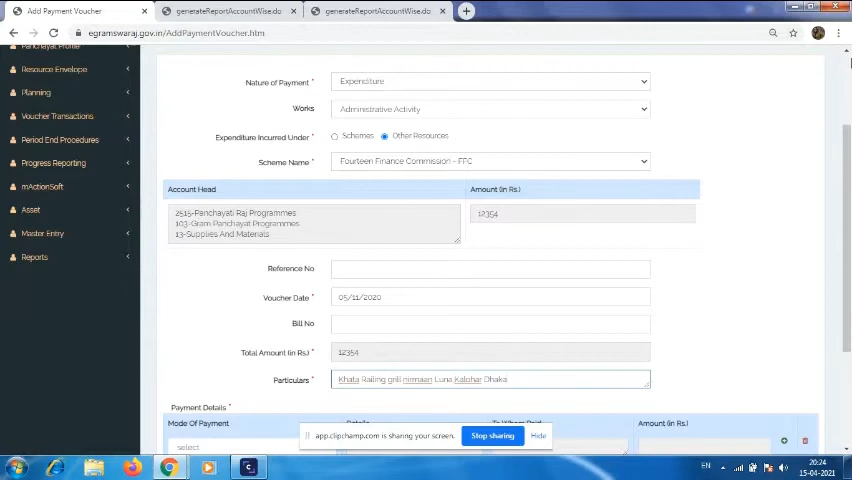 Add Payment Voucher
generateReportAccountWise.do
generateReportAccountWise.do
egramswaraj.gov.in/AddPaymentVoucher.htm
Panchayat Profile
Resource Envelope
Planning
Voucher Transactions
Period End Procedures
Progress Reporting
mActionSoft
Asset
Master Entry
Reports
Nature of Payment * Expenditure
Works Administrative Activity
Expenditure Incurred Under * Schemes Other Resources
Scheme Name * Fourteen Finance Commission - FFC
Account Head Amount (in Rs.)
2515-Panchayati Raj Programmes 12354
103-Gram Panchayat Programmes
13-Supplies And Materials
Reference No
Voucher Date * 05/11/2020
Bill No
Total Amount (in Rs.) * 12354
Particulars * Khata Railing grill nirmaan Luna Kalohar Dhaka
Payment Details *
Mode Of Payment Details To Whom Paid Amount (in Rs.)
select
app.clipchamp.com is sharing your screen. Stop sharing Hide
EN 20:24
15-04-2021